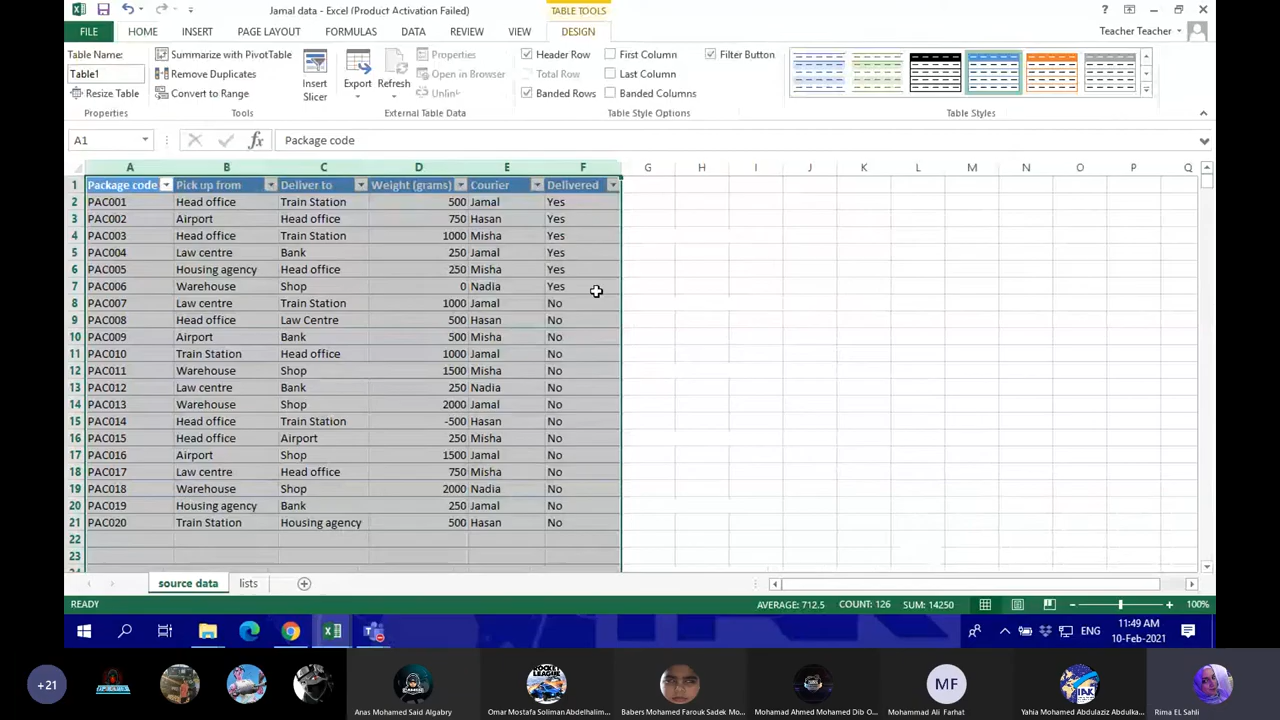 Jamal data - Excel (Product Activation Failed)
TABLE TOOLS
FILE HOME INSERT PAGE LAYOUT FORMULAS DATA REVIEW VIEW DESIGN
Teacher Teacher
Table Name:
Table1
Resize Table
Properties
Summarize with PivotTable
Remove Duplicates
Convert to Range
Tools
Insert
Slicer
Export
Refresh
Properties
Open in Browser
Unlink
External Table Data
Header Row
Total Row
Banded Rows
First Column
Last Column
Banded Columns
Filter Button
Table Style Options
Table Styles
A1
Package code
A B C D E F G H I J K L M N O P Q
1 Package code Pick up from Deliver to Weight (grams) Courier Delivered
2 PAC001 Head office Train Station 500 Jamal Yes
3 PAC002 Airport Head office 750 Hasan Yes
4 PAC003 Head office Train Station 1000 Misha Yes
5 PAC004 Law centre Bank 250 Jamal Yes
6 PAC005 Housing agency Head office 250 Misha Yes
7 PAC006 Warehouse Shop 0 Nadia Yes
8 PAC007 Law centre Train Station 1000 Jamal No
9 PAC008 Head office Law Centre 500 Hasan No
10 PAC009 Airport Bank 500 Misha No
11 PAC010 Train Station Head office 1000 Jamal No
12 PAC011 Warehouse Shop 1500 Misha No
13 PAC012 Law centre Bank 250 Nadia No
14 PAC013 Warehouse Shop 2000 Jamal No
15 PAC014 Head office Train Station -500 Hasan No
16 PAC015 Head office Airport 250 Misha No
17 PAC016 Airport Shop 1500 Jamal No
18 PAC017 Law centre Head office 750 Misha No
19 PAC018 Warehouse Shop 2000 Nadia No
20 PAC019 Housing agency Bank 250 Jamal No
21 PAC020 Train Station Housing agency 500 Hasan No
22
23
source data lists
READY
AVERAGE: 712.5 COUNT: 126 SUM: 14250
100%
ENG
11:49 AM
10-Feb-2021
+21
MF
Anas Mohamed Said Algabry
Omar Mostafa Soliman Abdelhalim...
Babers Mohamed Farouk Sadek Mo...
Mohamad Ahmed Mohamed Dib O...
Mohammad Ali Farhat
Yahia Mohamed Abdulaziz Abdulka...
Rima EL Sahli